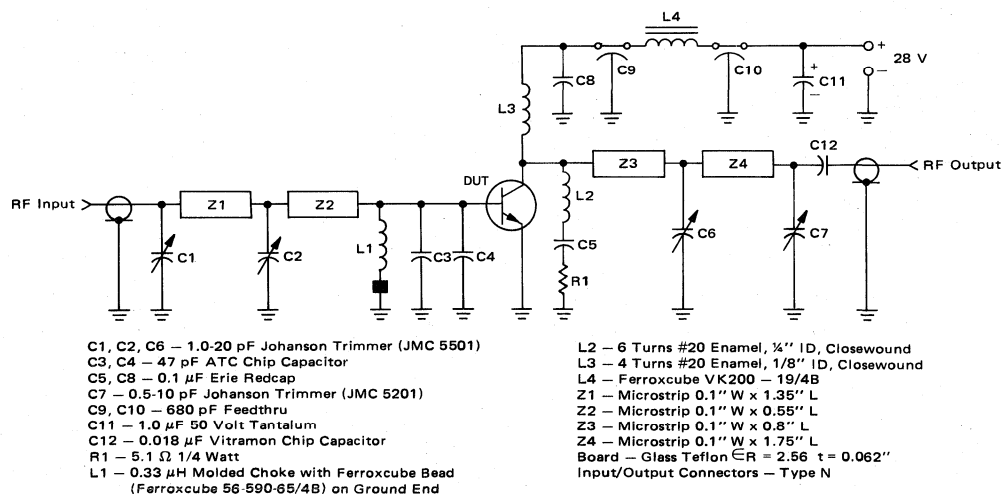 L4
C8
C9
C10
+
C11
–
+
–
28 V
L3
C12
DUT
Z3
Z4
RF Output
RF Input
Z1
Z2
L2
C1
C2
L1
C3
C4
C5
C6
C7
R1
C1, C2, C6 – 1.0-20 pF Johanson Trimmer (JMC 5501)
C3, C4 – 47 pF ATC Chip Capacitor
C5, C8 – 0.1 μF Erie Redcap
C7 – 0.5-10 pF Johanson Trimmer (JMC 5201)
C9, C10 – 680 pF Feedthru
C11 – 1.0 μF 50 Volt Tantalum
C12 – 0.018 μF Vitramon Chip Capacitor
R1 – 5.1 Ω 1/4 Watt
L1 – 0.33 μH Molded Choke with Ferroxcube Bead
(Ferroxcube 56-590-65/4B) on Ground End
L2 – 6 Turns #20 Enamel, ¼″ ID, Closewound
L3 – 4 Turns #20 Enamel, 1/8″ ID, Closewound
L4 – Ferroxcube VK200 – 19/4B
Z1 – Microstrip 0.1″ W x 1.35″ L
Z2 – Microstrip 0.1″ W x 0.55″ L
Z3 – Microstrip 0.1″ W x 0.8″ L
Z4 – Microstrip 0.1″ W x 1.75″ L
Board – Glass Teflon ∈R = 2.56 t = 0.062″
Input/Output Connectors – Type N